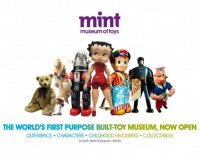 mint
museum of toys
THE WORLD'S FIRST PURPOSE BUILT-TOY MUSEUM, NOW OPEN
OUTERSPACE • CHARACTERS • CHILDHOOD FAVOURITES • COLLECTABLES